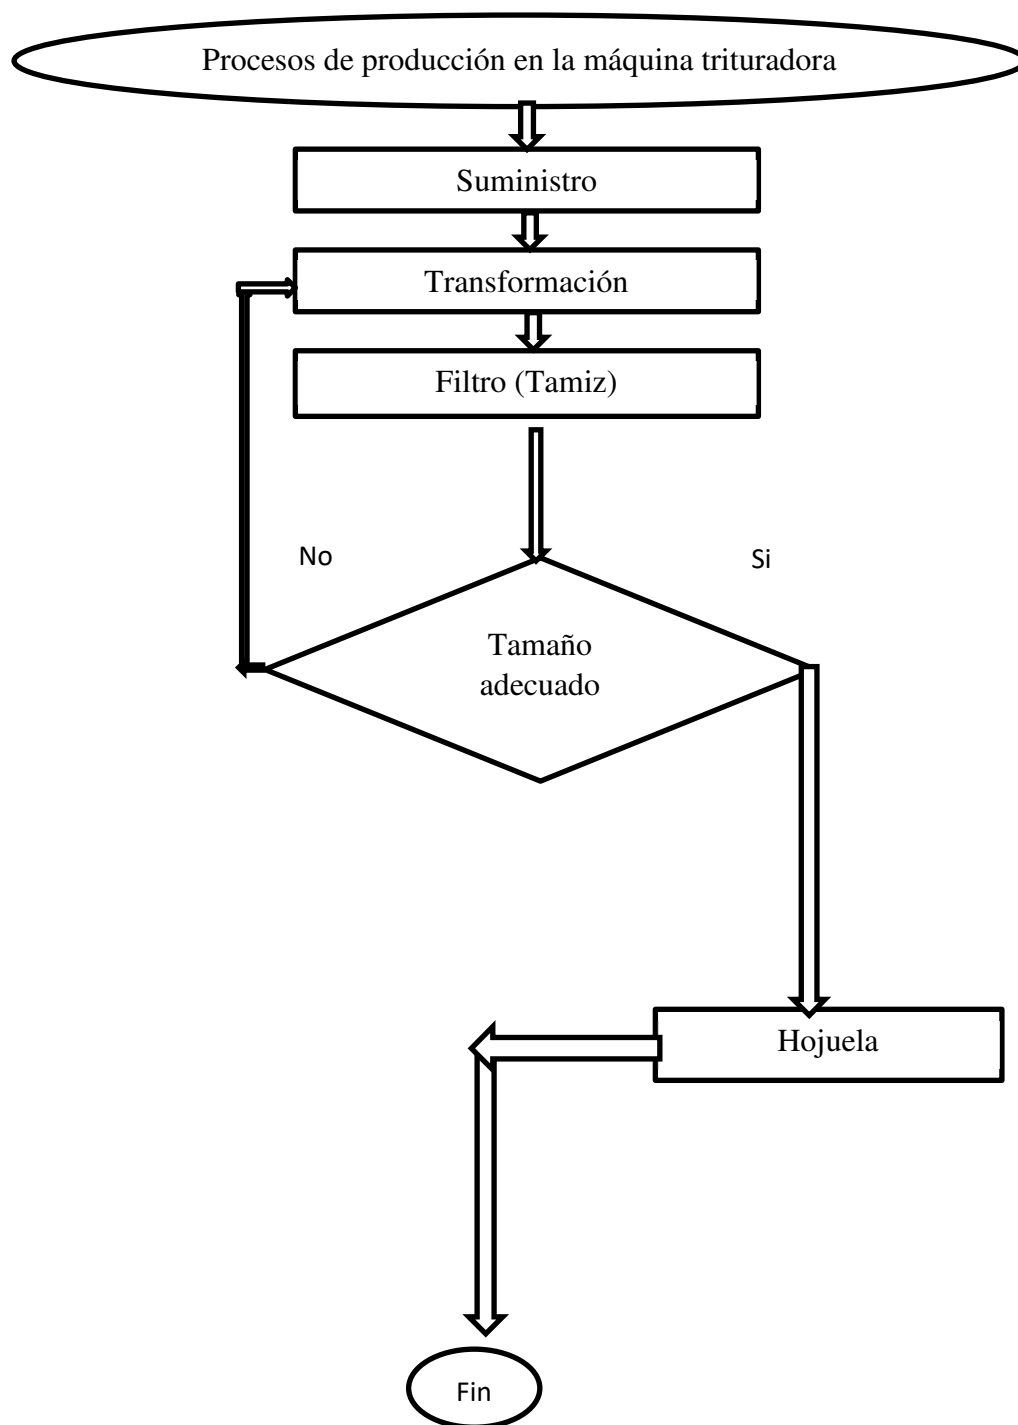 Procesos de producción en la máquina trituradora
Suministro
Transformación
Filtro (Tamiz)
No
Si
Tamaño
adecuado
Hojuela
Fin